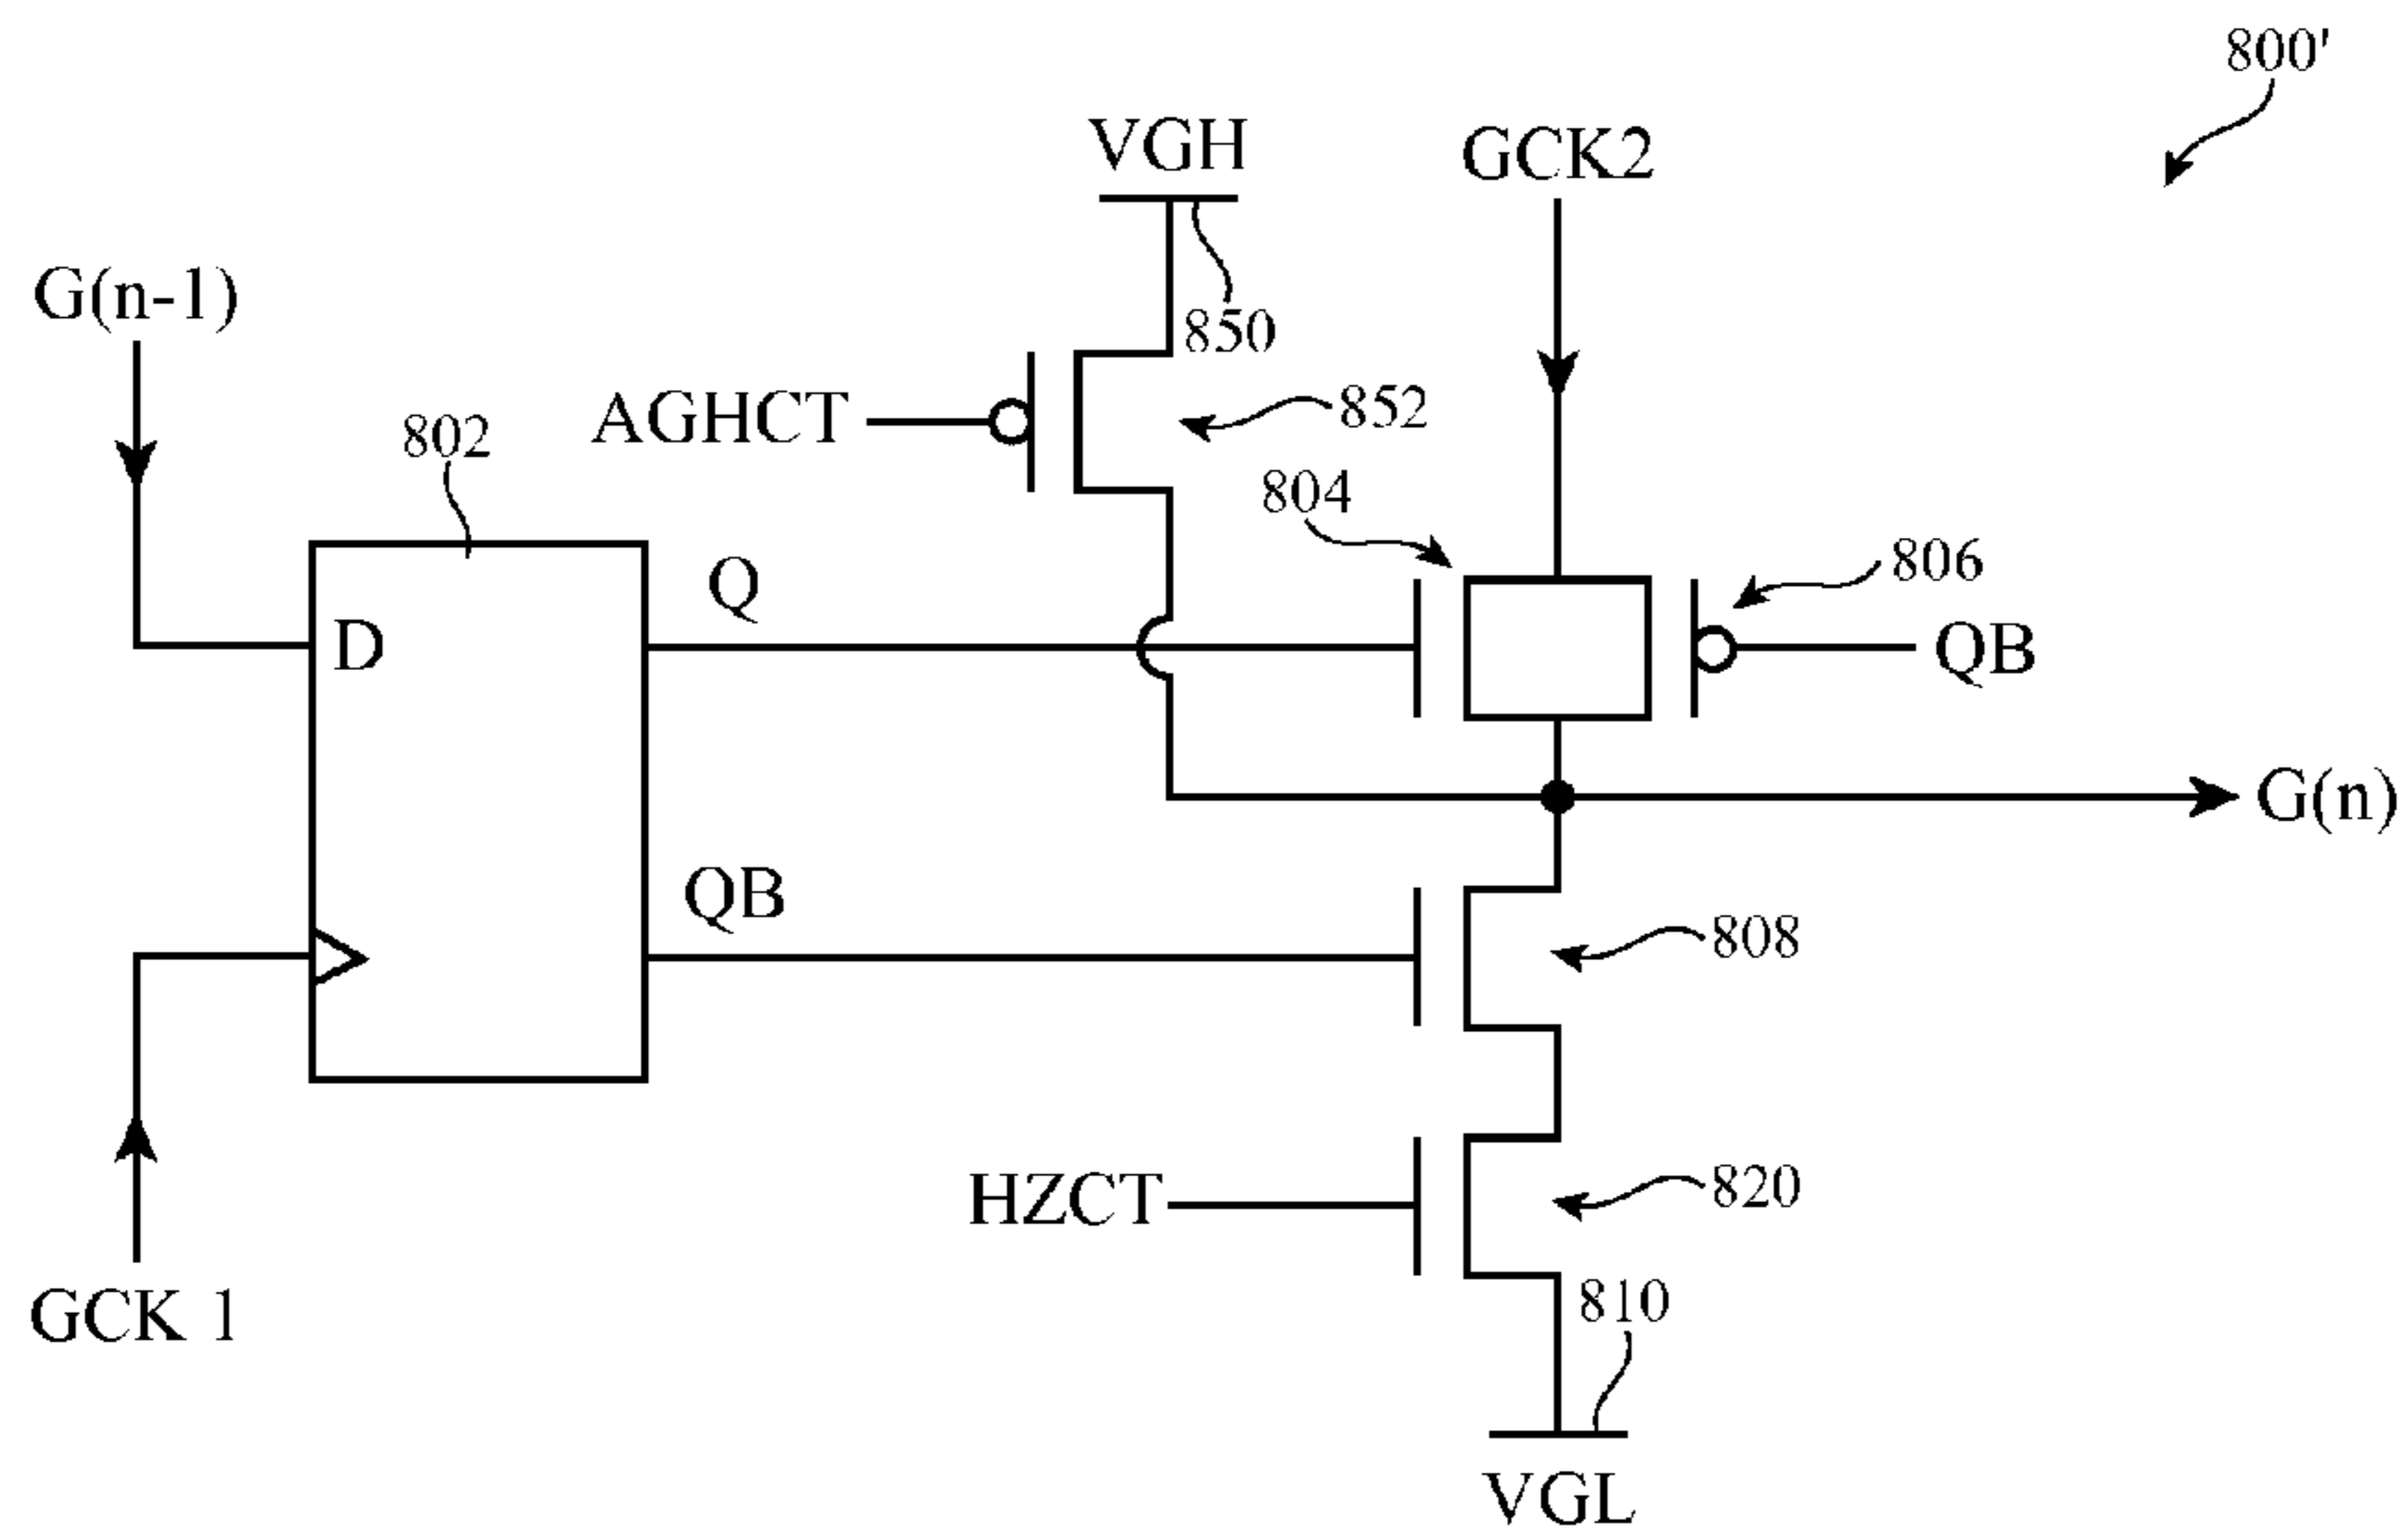 800'
VGH
GCK2
G(n-1)
850
AGHCT
852
802
804
Q
806
D
QB
G(n)
QB
808
HZCT
820
810
GCK 1
VGL